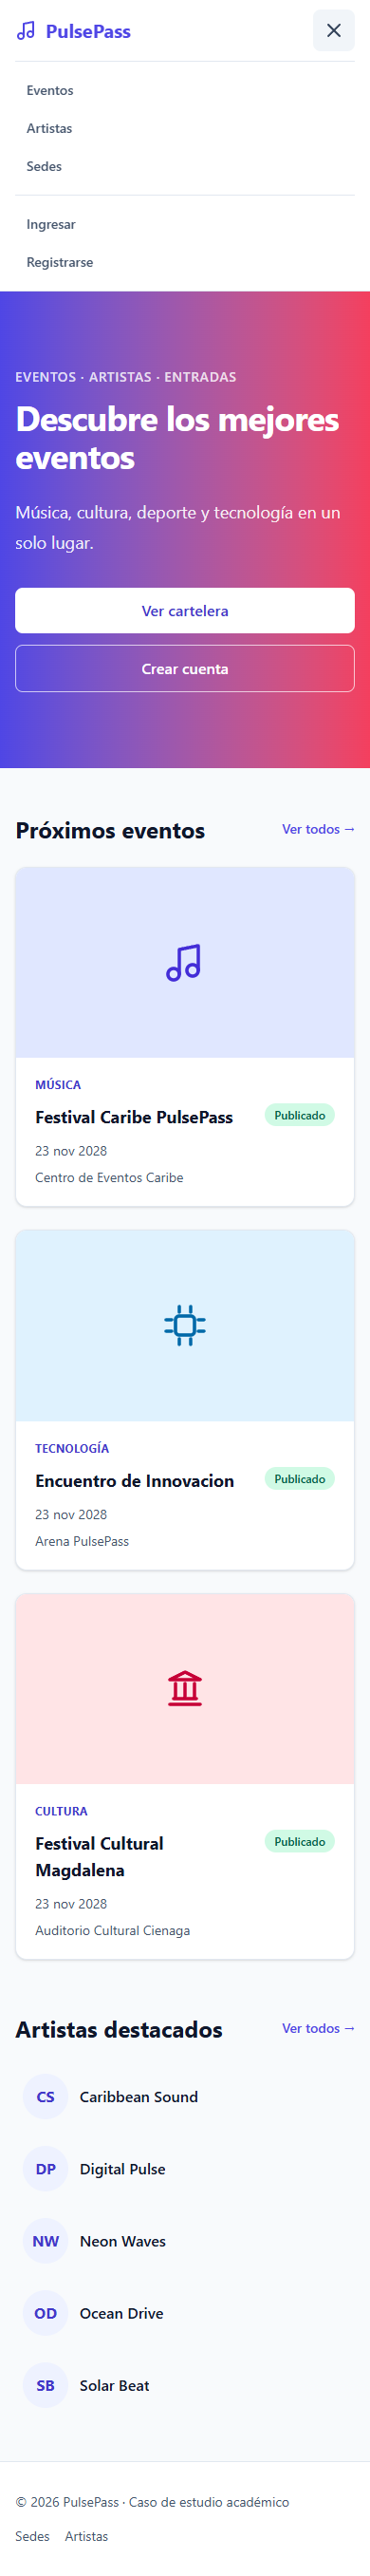 PulsePass
Eventos
Artistas
Sedes
Ingresar
Registrarse
EVENTOS · ARTISTAS · ENTRADAS
Descubre los mejores
eventos
Música, cultura, deporte y tecnología en un
solo lugar.
Ver cartelera
Crear cuenta
Próximos eventos
Ver todos →
MÚSICA
Festival Caribe PulsePass
Publicado
23 nov 2028
Centro de Eventos Caribe
TECNOLOGÍA
Encuentro de Innovacion
Publicado
23 nov 2028
Arena PulsePass
CULTURA
Festival Cultural
Magdalena
Publicado
23 nov 2028
Auditorio Cultural Cienaga
Artistas destacados
Ver todos →
CS Caribbean Sound
DP Digital Pulse
NW Neon Waves
OD Ocean Drive
SB Solar Beat
© 2026 PulsePass · Caso de estudio académico
Sedes Artistas